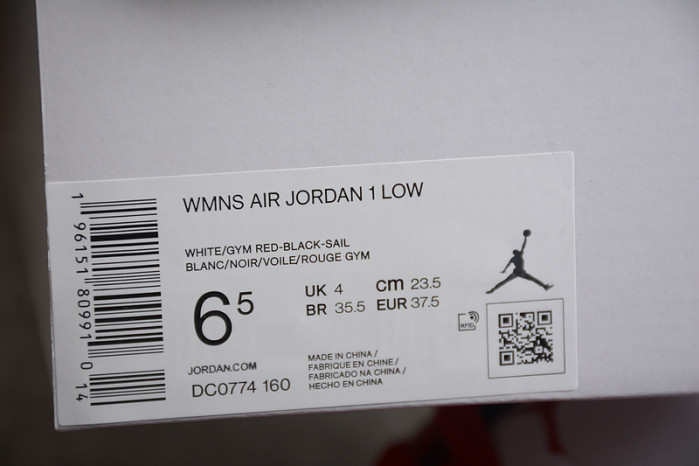 WMNS AIR JORDAN 1 LOW
WHITE/GYM RED-BLACK-SAIL
BLANC/NOIR/VOILE/ROUGE GYM
6⁵
UK 4 cm 23.5
BR 35.5 EUR 37.5
RFID
JORDAN.COM
DC0774 160
MADE IN CHINA /
FABRIQUE EN CHINE /
FABRICADO NA CHINA /
HECHO EN CHINA
1 96151 80991 0 14